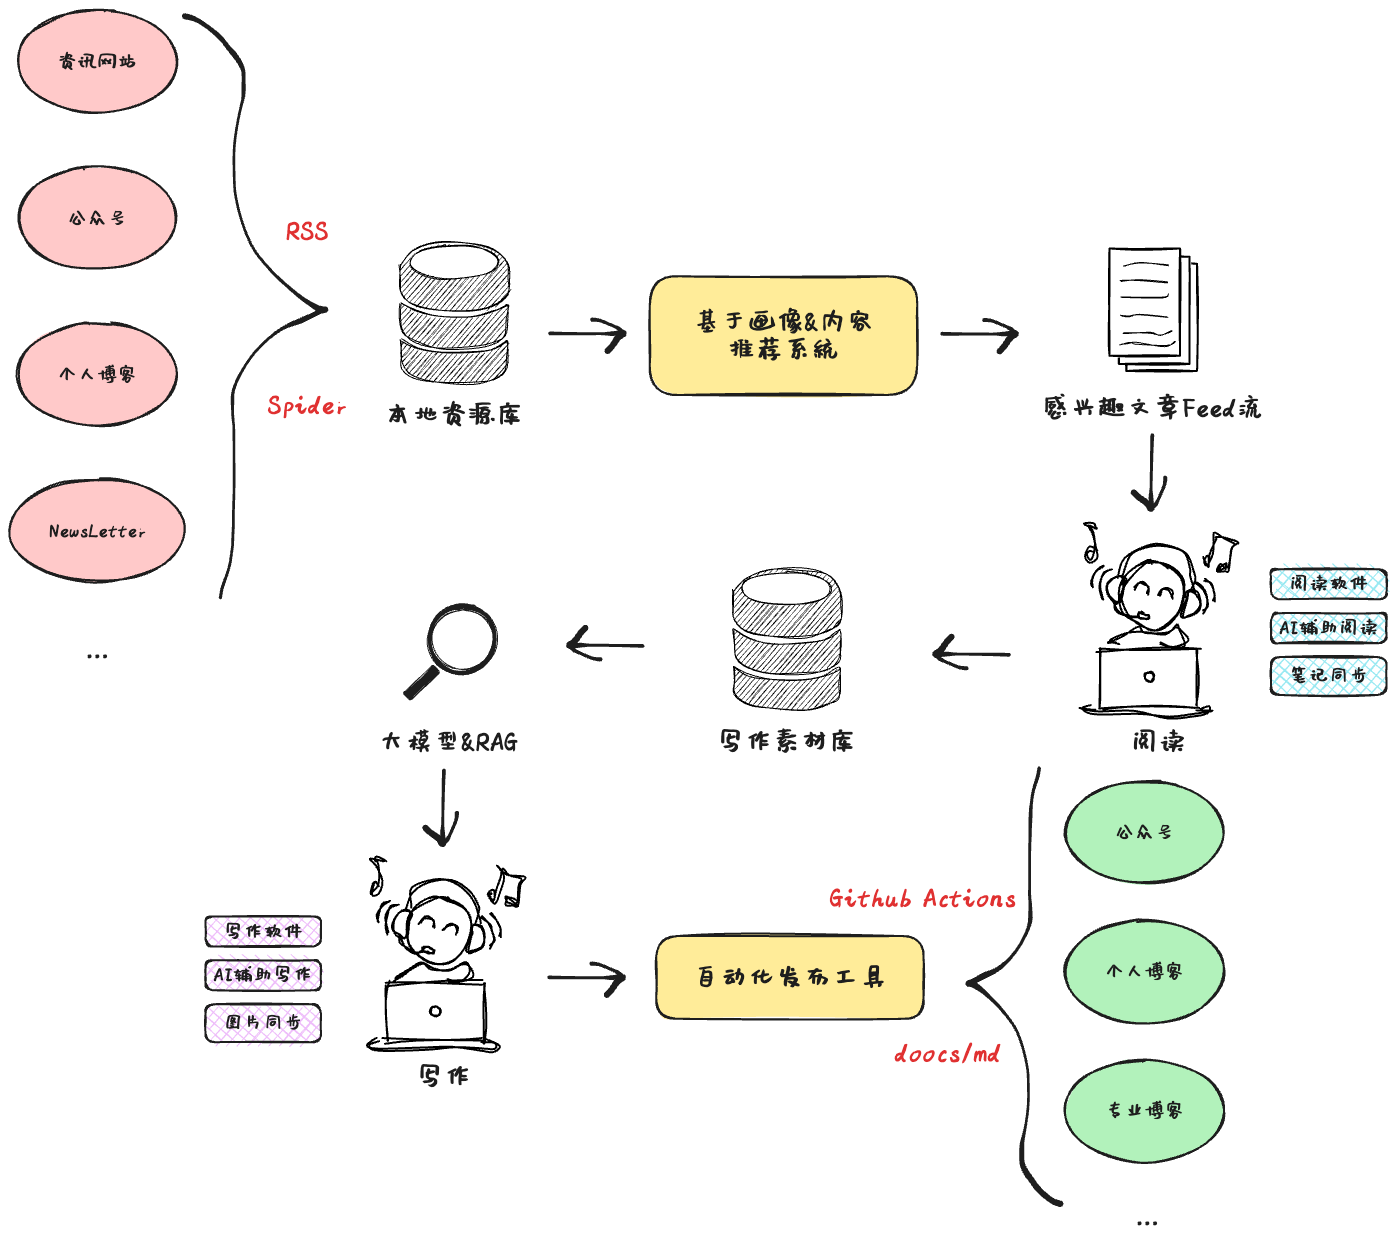 资讯网站
公众号
个人博客
NewsLetter
...
RSS
Spider
本地资源库
基于画像&内容
推荐系统
感兴趣文章Feed流
阅读软件
AI辅助阅读
笔记同步
阅读
写作素材库
大模型&RAG
写作软件
AI辅助写作
图片同步
写作
自动化发布工具
Github Actions
doocs/md
公众号
个人博客
专业博客
...